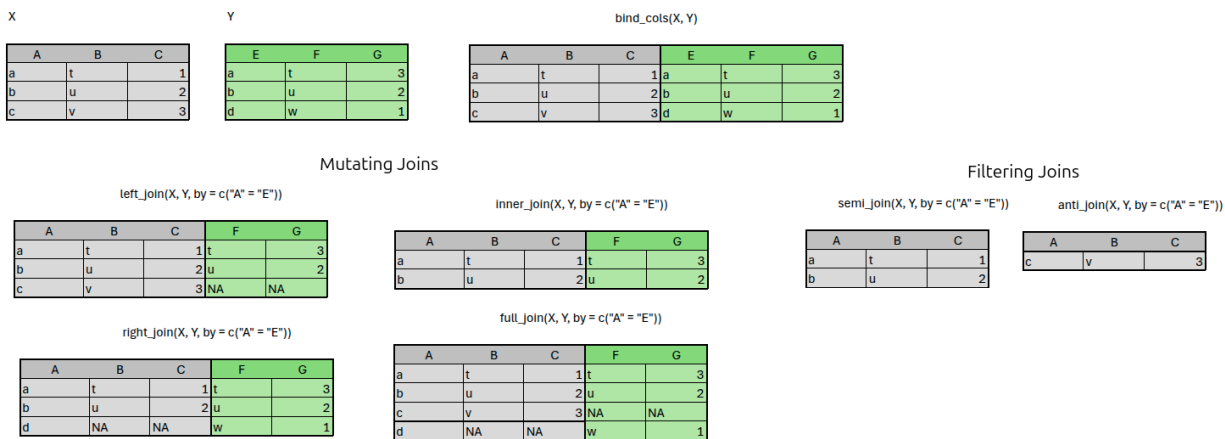 X
A B C
a t 1
b u 2
c v 3
Y
E F G
a t 3
b u 2
d w 1
bind_cols(X, Y)
A B C E F G
a t 1 a t 3
b u 2 b u 2
c v 3 d w 1
Mutating Joins
left_join(X, Y, by = c("A" = "E"))
A B C F G
a t 1 t 3
b u 2 u 2
c v 3 NA NA
inner_join(X, Y, by = c("A" = "E"))
A B C F G
a t 1 t 3
b u 2 u 2
right_join(X, Y, by = c("A" = "E"))
A B C F G
a t 1 t 3
b u 2 u 2
d NA NA w 1
full_join(X, Y, by = c("A" = "E"))
A B C F G
a t 1 t 3
b u 2 u 2
c v 3 NA NA
d NA NA w 1
Filtering Joins
semi_join(X, Y, by = c("A" = "E"))
A B C
a t 1
b u 2
anti_join(X, Y, by = c("A" = "E"))
A B C
c v 3